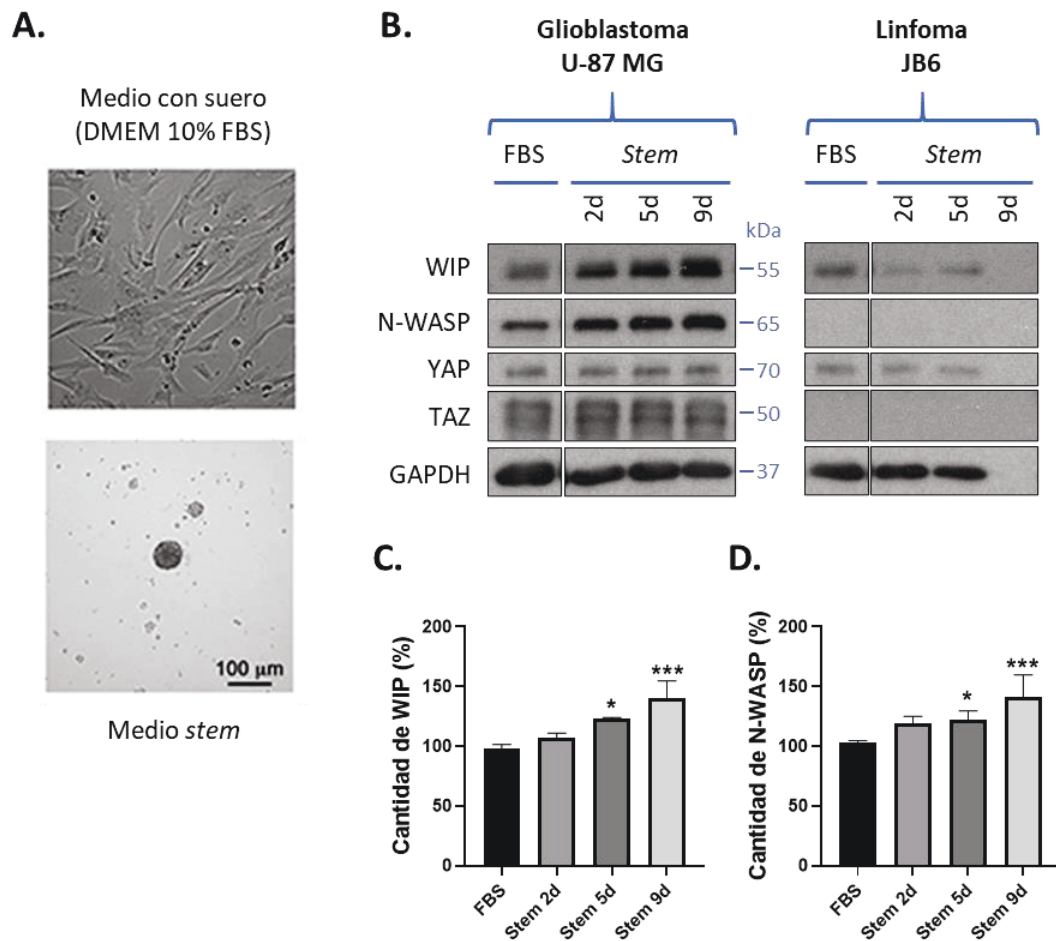 A.
Medio con suero
(DMEM 10% FBS)
100 µm
Medio stem
B.
Glioblastoma
U-87 MG
Linfoma
JB6
FBS
Stem
FBS
Stem
2d
5d
9d
2d
5d
9d
kDa
WIP
55
N-WASP
65
YAP
70
TAZ
50
GAPDH
37
C.
Cantidad de WIP (%)
200
150
100
50
0
*
***
FBS
Stem 2d
Stem 5d
Stem 9d
D.
Cantidad de N-WASP (%)
200
150
100
50
0
*
***
FBS
Stem 2d
Stem 5d
Stem 9d